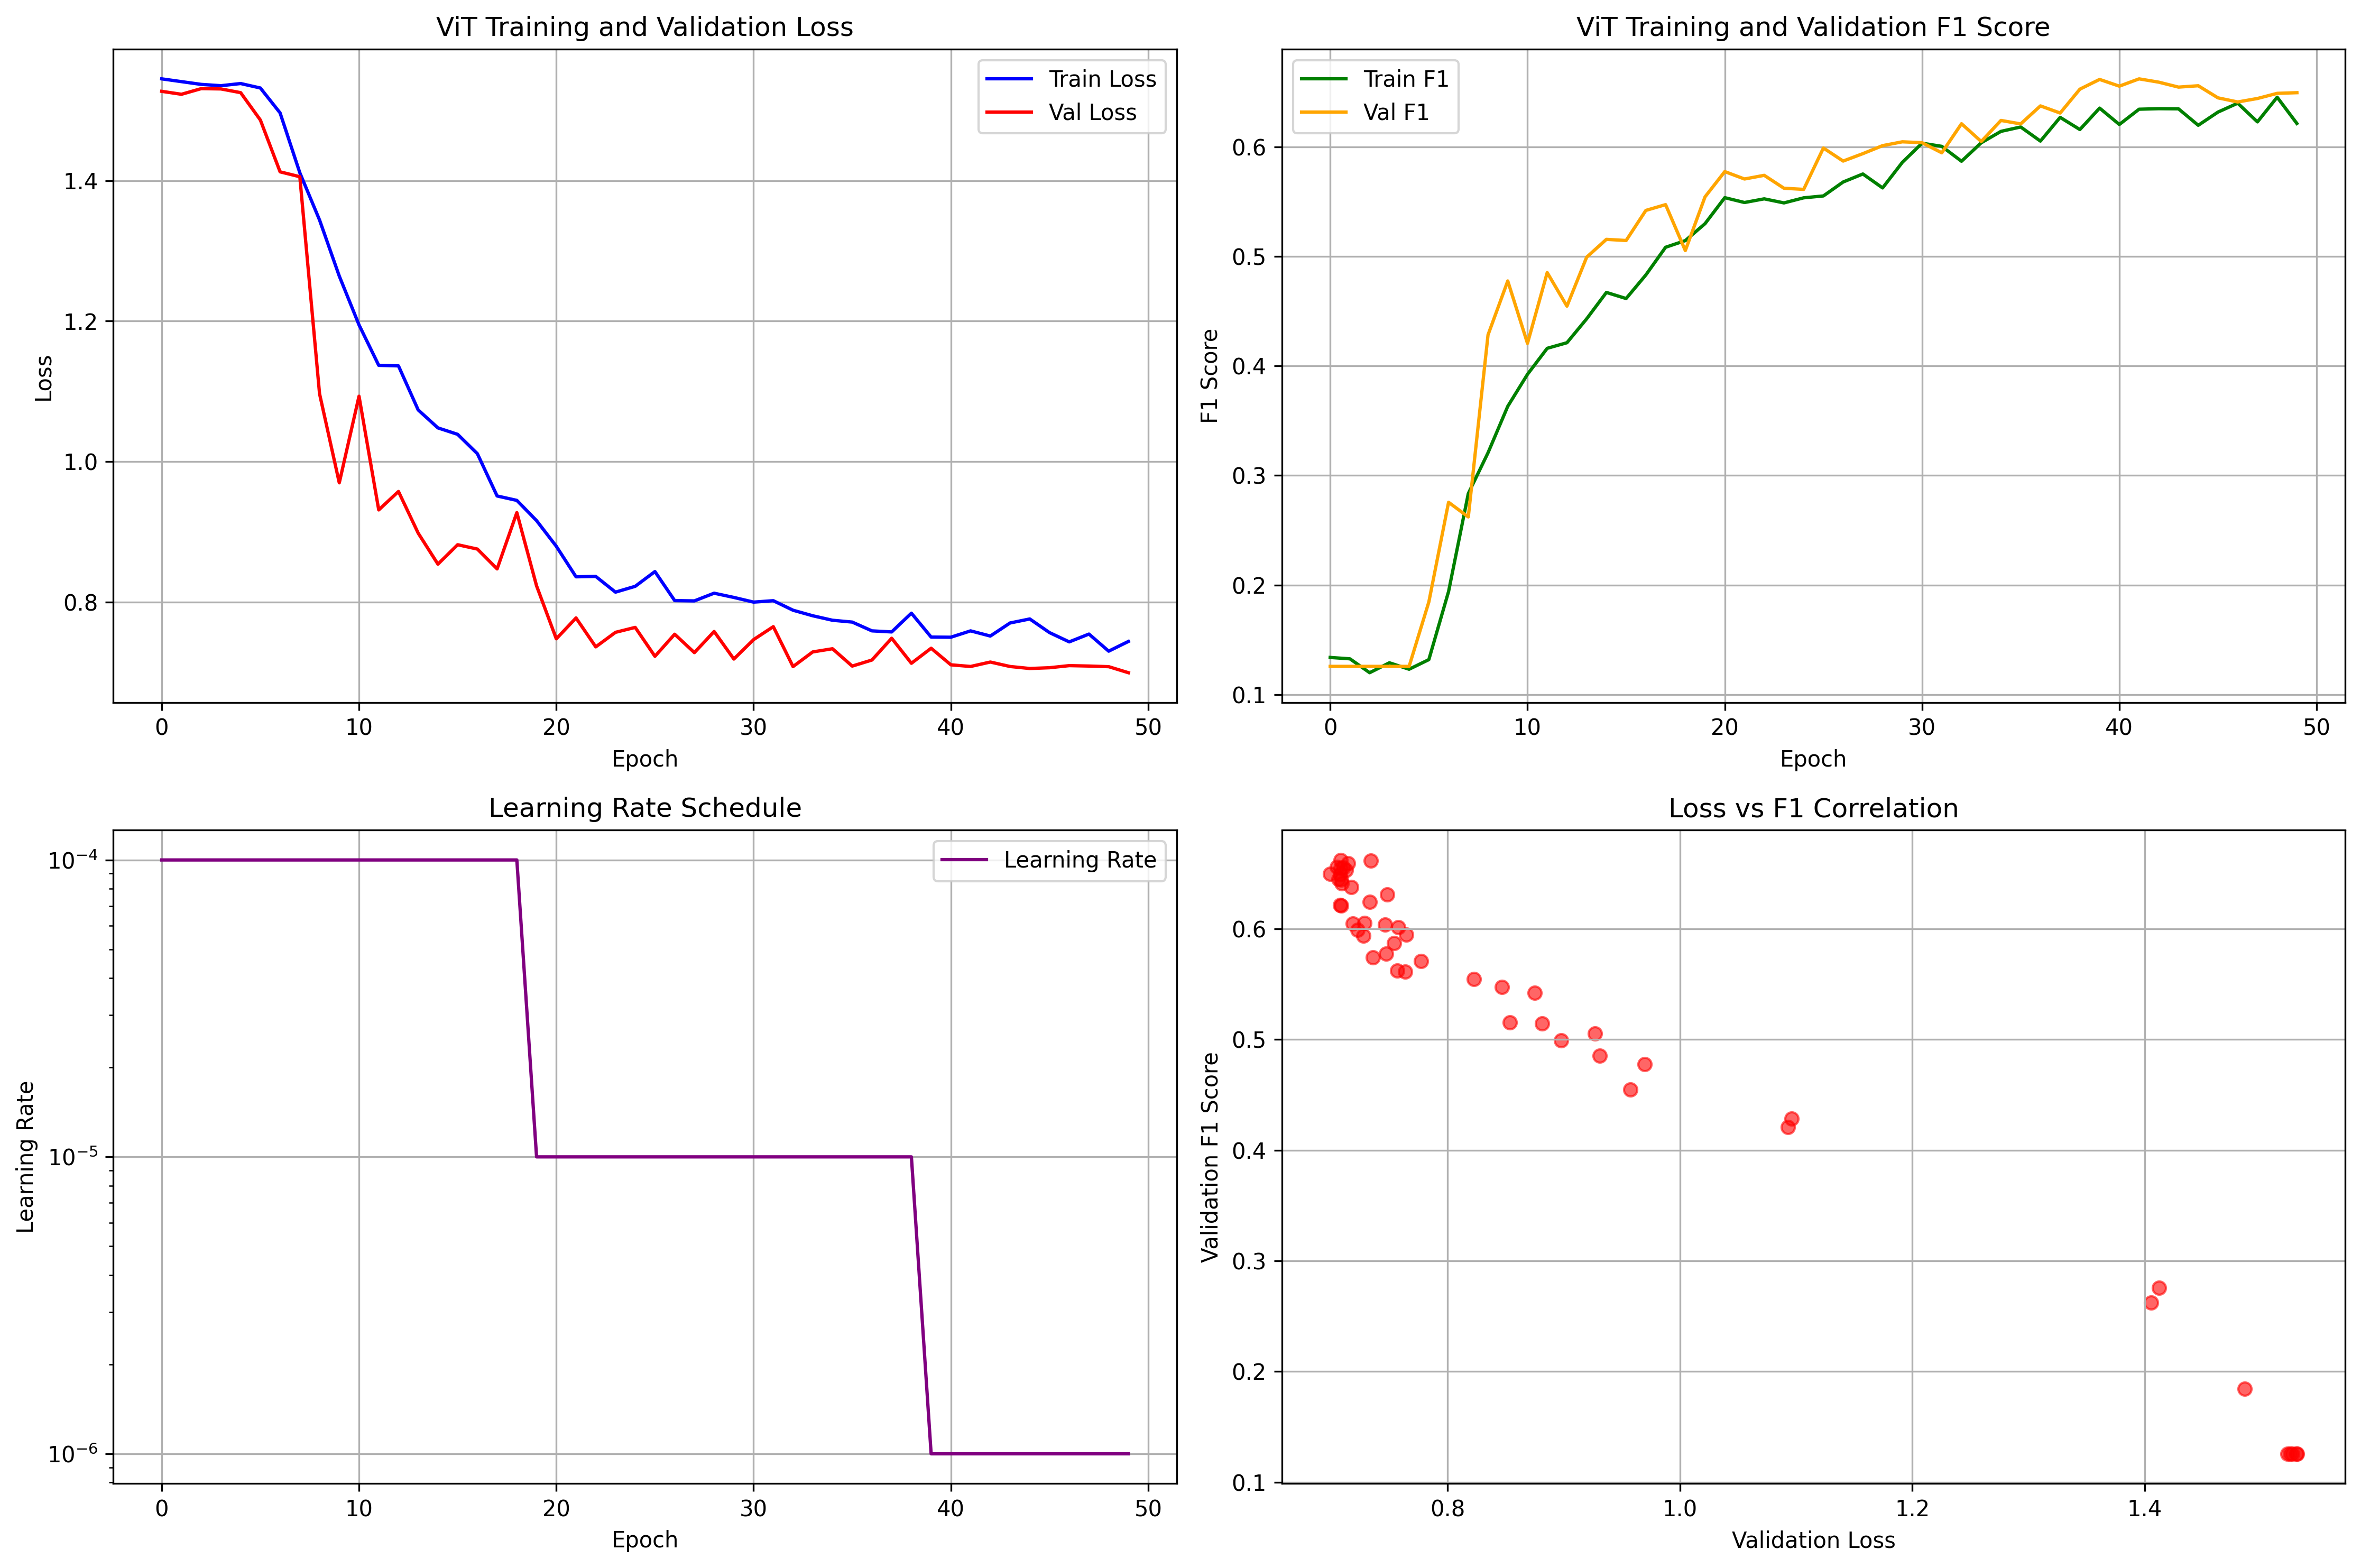 ViT Training and Validation Loss
Train Loss
Val Loss
1.4
1.2
1.0
0.8
Loss
0 10 20 30 40 50
Epoch
ViT Training and Validation F1 Score
Train F1
Val F1
0.6
0.5
0.4
0.3
0.2
0.1
F1 Score
0 10 20 30 40 50
Epoch
Learning Rate Schedule
Learning Rate
10⁻⁴
10⁻⁵
10⁻⁶
Learning Rate
0 10 20 30 40 50
Epoch
Loss vs F1 Correlation
0.6
0.5
0.4
0.3
0.2
0.1
Validation F1 Score
0.8 1.0 1.2 1.4
Validation Loss